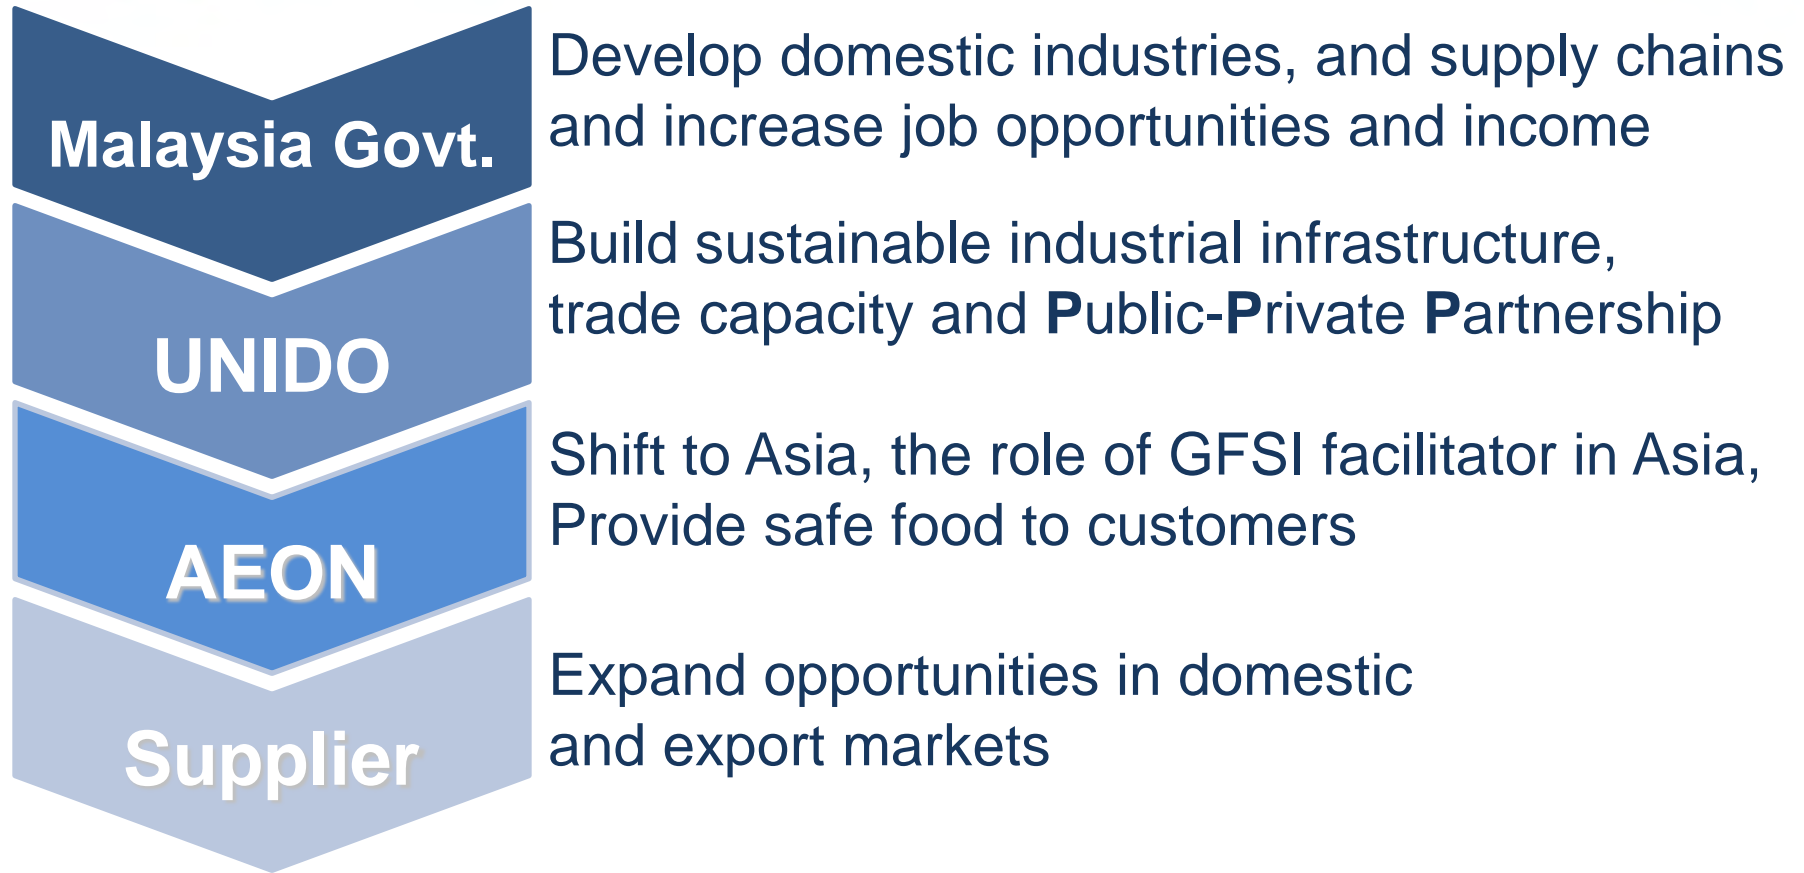 Malaysia Govt.
Develop domestic industries, and supply chains
and increase job opportunities and income
UNIDO
Build sustainable industrial infrastructure,
trade capacity and Public-Private Partnership
AEON
Shift to Asia, the role of GFSI facilitator in Asia,
Provide safe food to customers
Supplier
Expand opportunities in domestic
and export markets